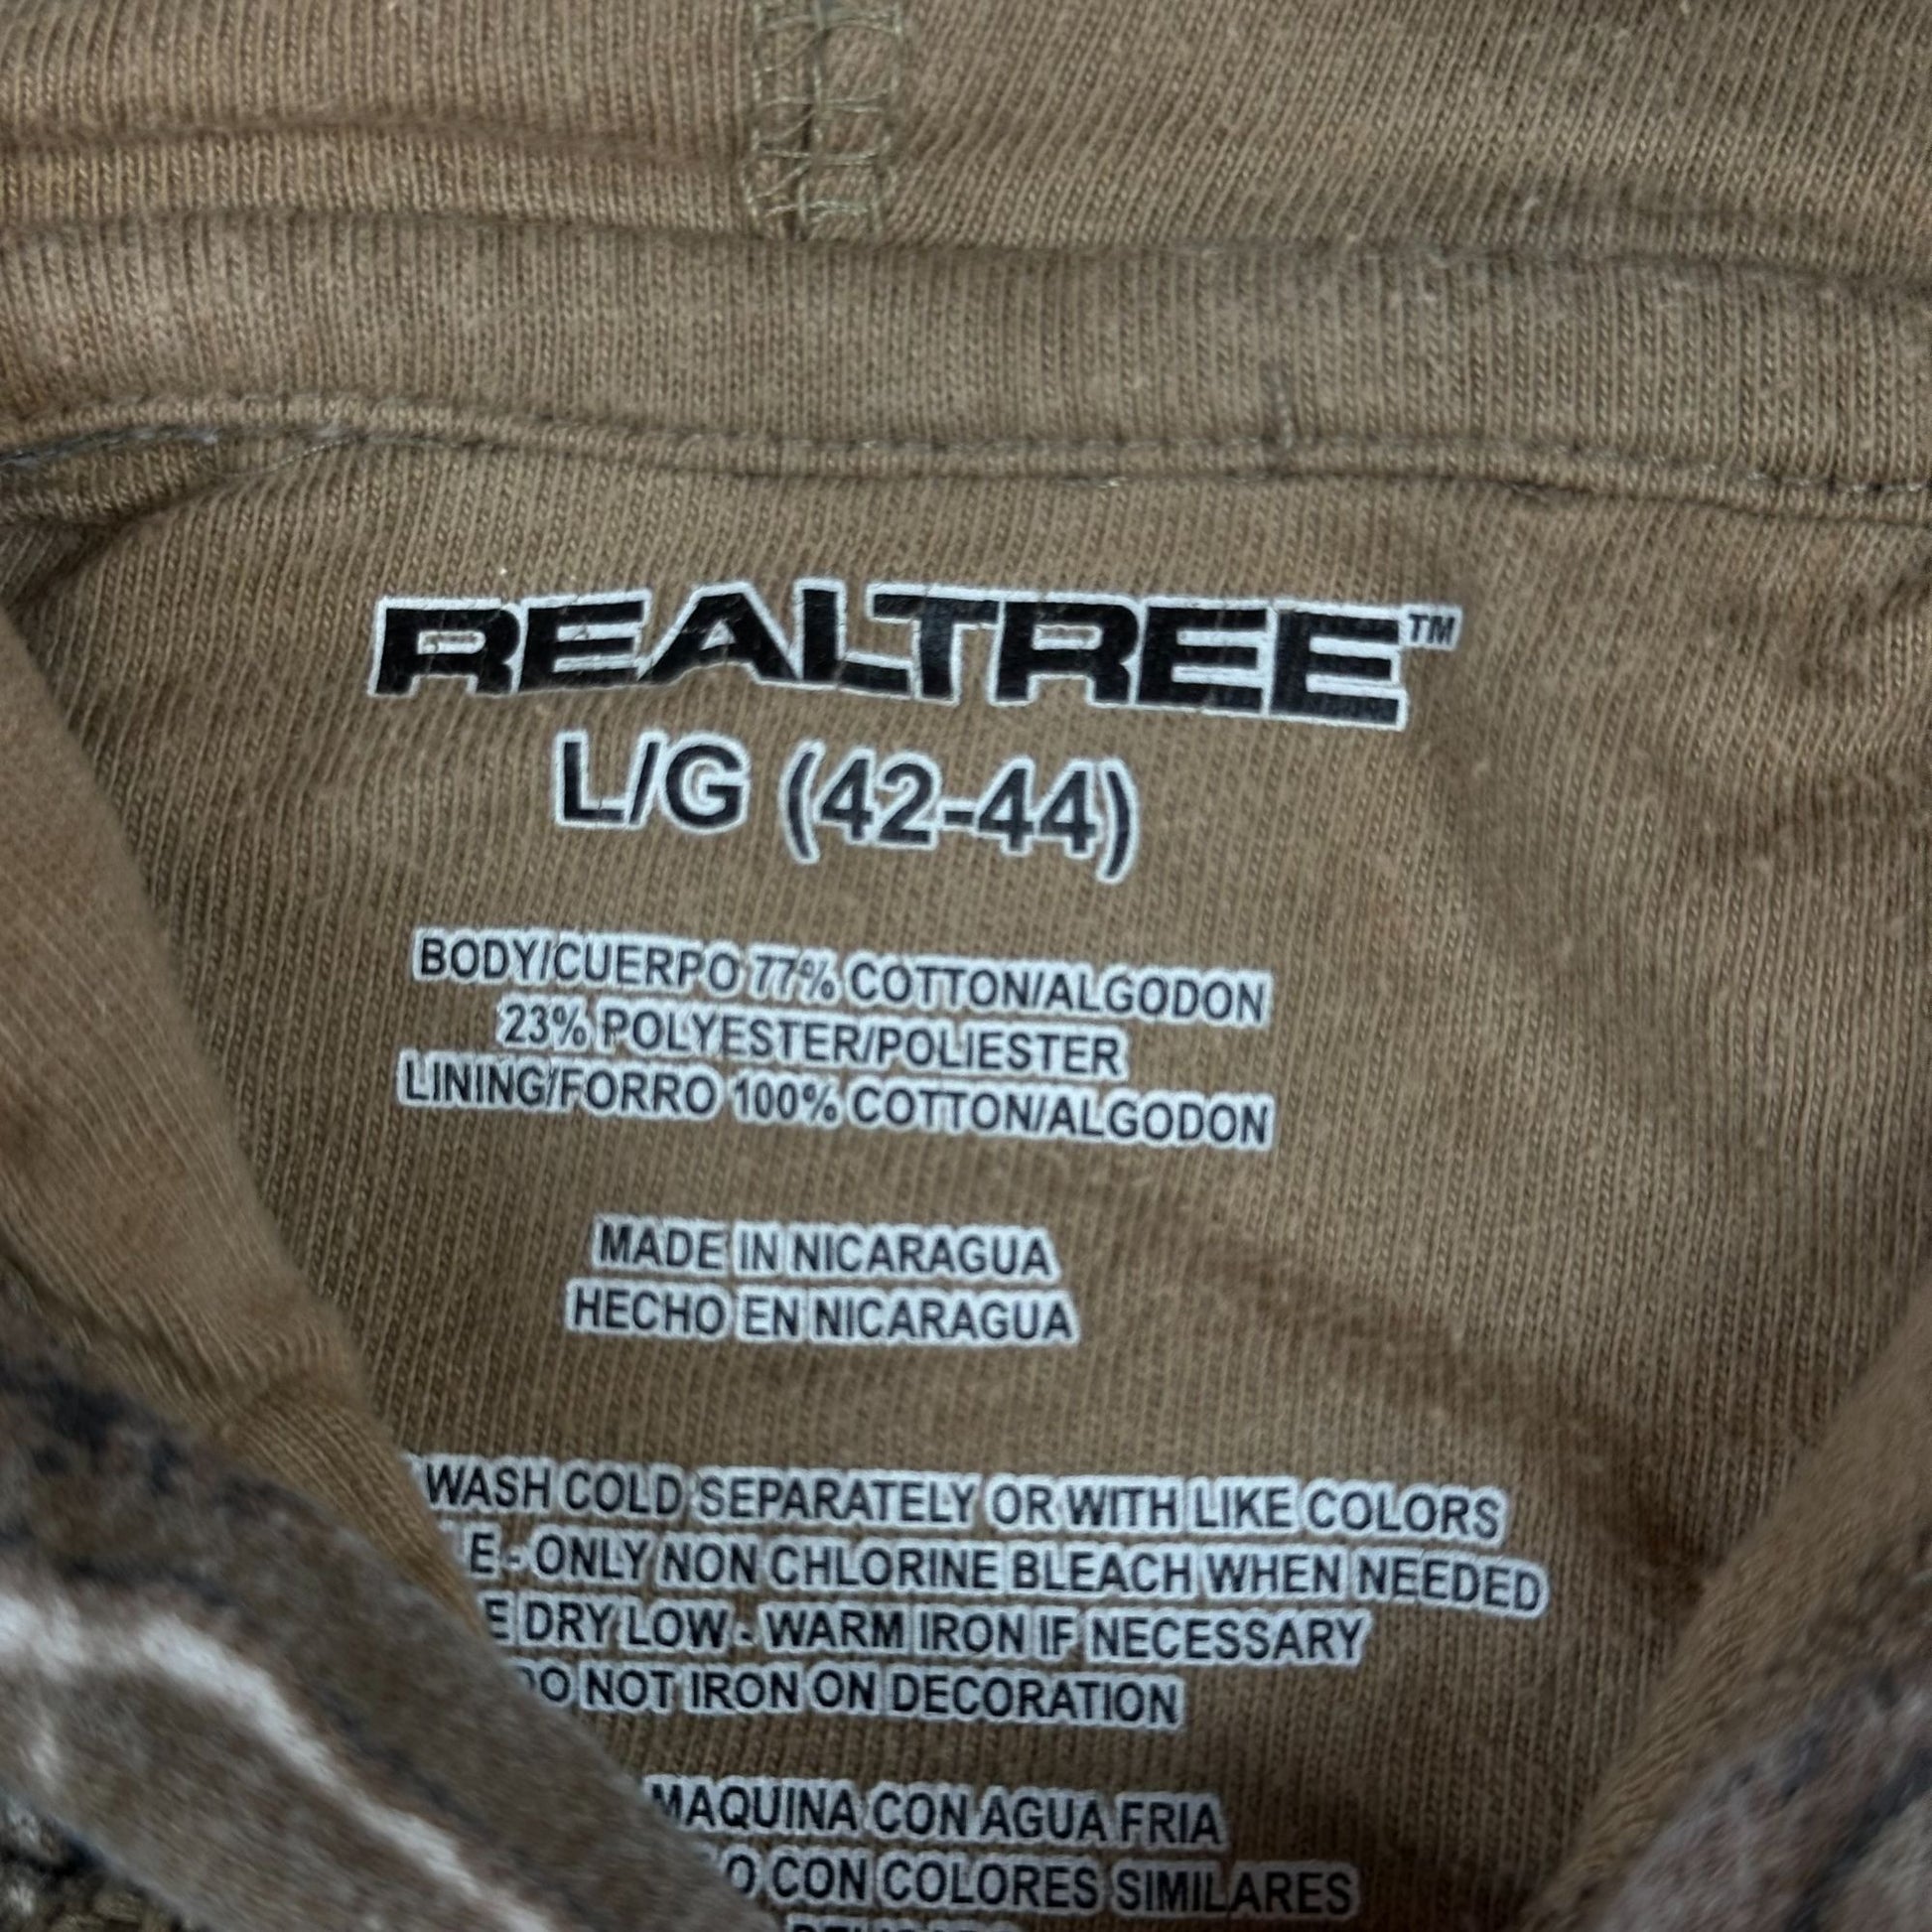 REALTREE™
L/G (42-44)
BODY/CUERPO 77% COTTON/ALGODON
23% POLYESTER/POLIESTER
LINING/FORRO 100% COTTON/ALGODON
MADE IN NICARAGUA
HECHO EN NICARAGUA
WASH COLD SEPARATELY OR WITH LIKE COLORS
- ONLY NON CHLORINE BLEACH WHEN NEEDED
DRY LOW - WARM IRON IF NECESSARY
DO NOT IRON ON DECORATION
MAQUINA CON AGUA FRIA
O CON COLORES SIMILARES